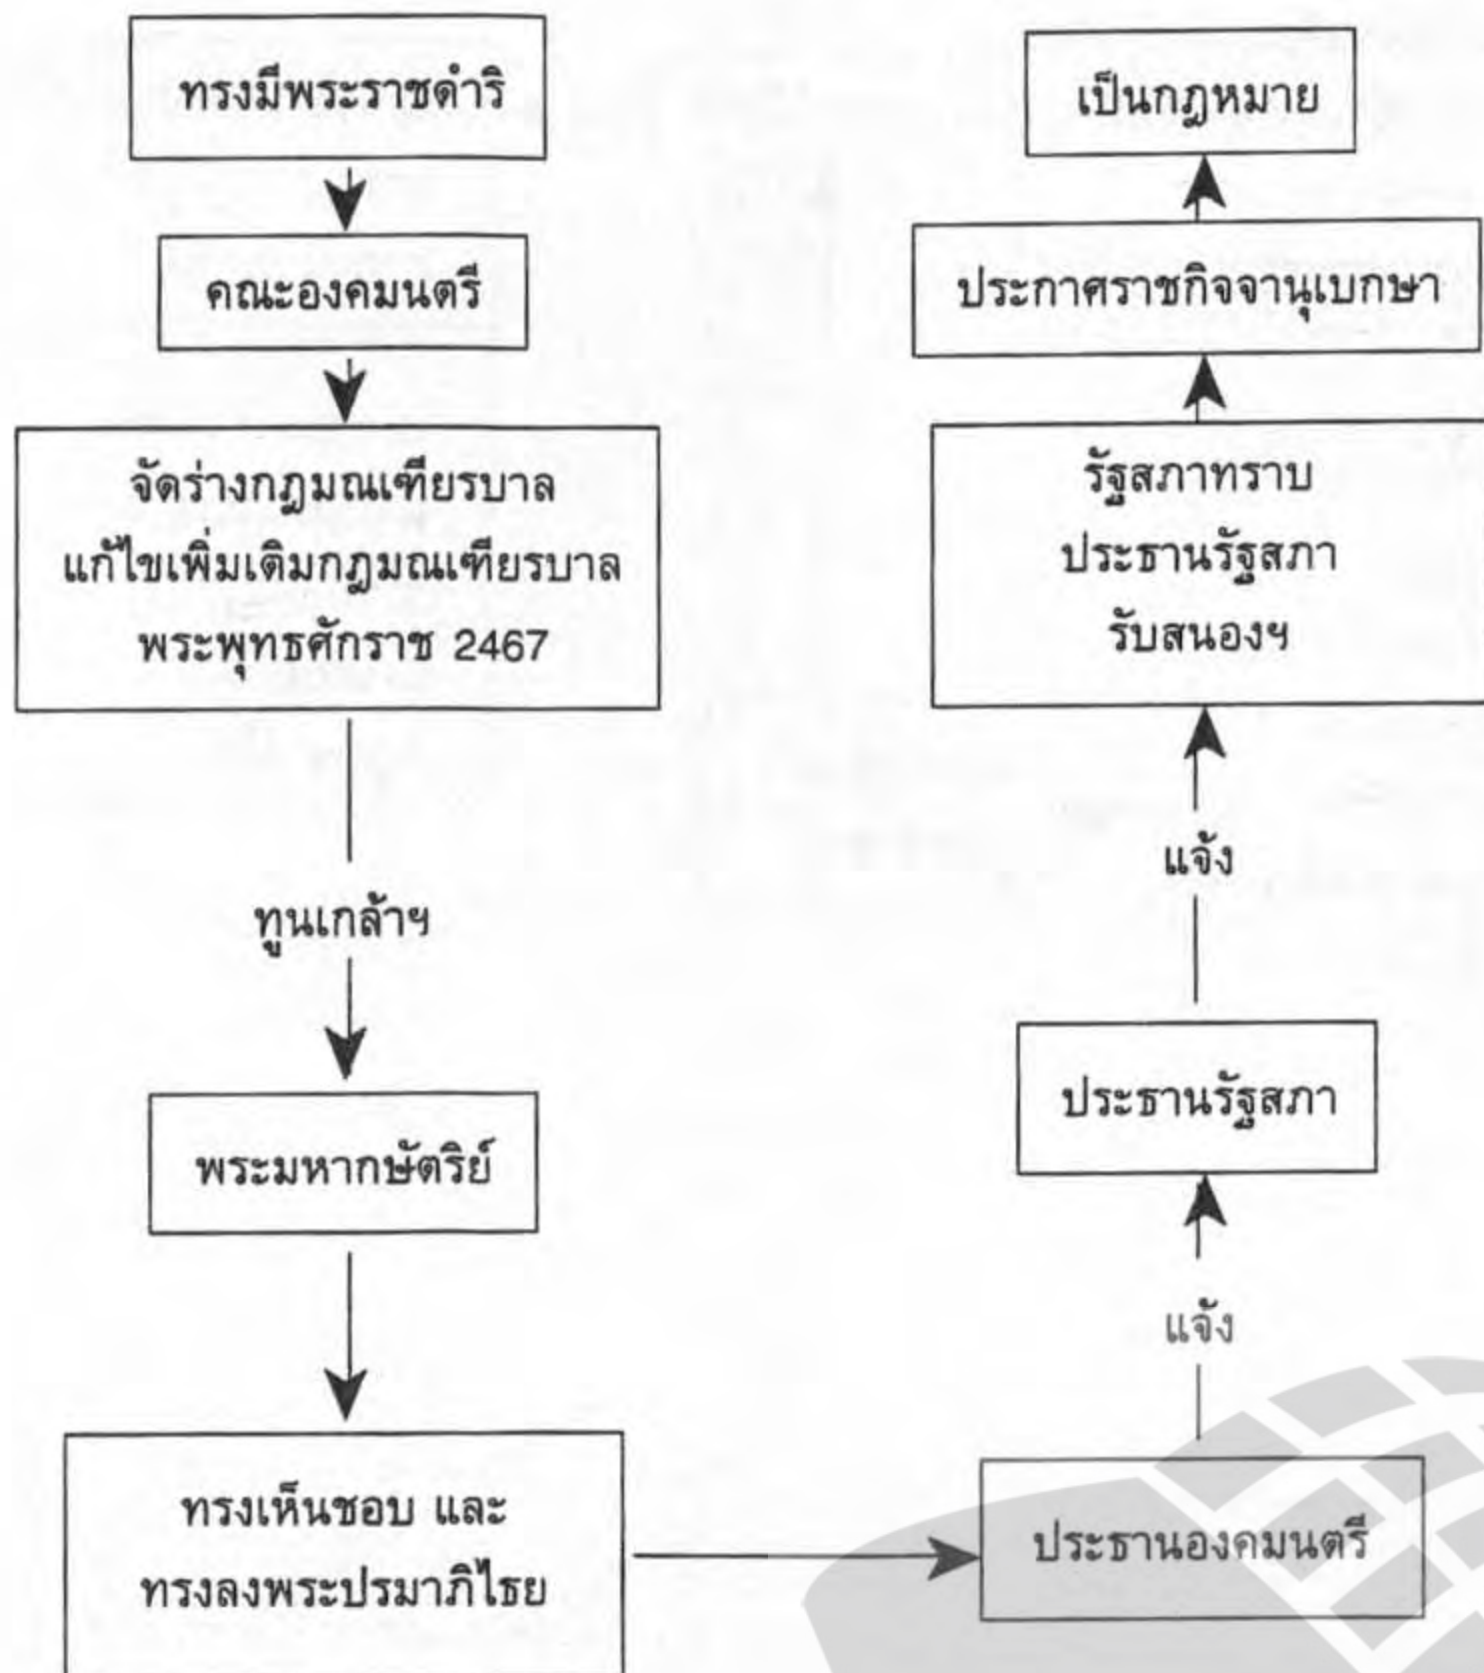 ทรงมีพระราชดำริ
คณะองคมนตรี
จัดร่างกฎมณเฑียรบาล
แก้ไขเพิ่มเติมกฎมณเฑียรบาล
พระพุทธศักราช 2467
ทูนเกล้าฯ
พระมหากษัตริย์
ทรงเห็นชอบ และ
ทรงลงพระปรมาภิไธย
ประธานองคมนตรี
แจ้ง
ประธานรัฐสภา
แจ้ง
รัฐสภาทราบ
ประธานรัฐสภา
รับสนองฯ
ประกาศราชกิจจานุเบกษา
เป็นกฎหมาย